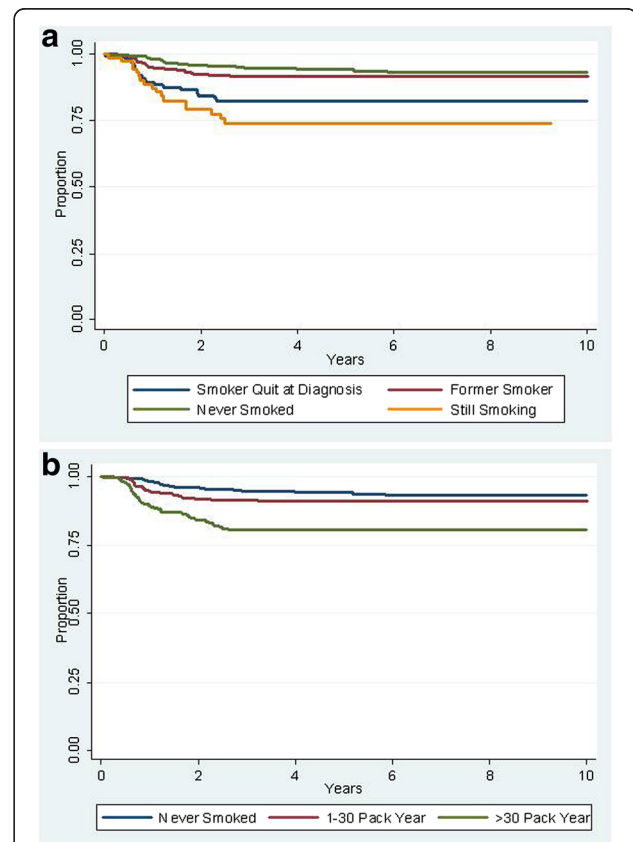 a
1.00
0.75
0.50
0.25
0.00
Proportion
0 2 4 6 8 10
Years
Smoker Quit at Diagnosis Former Smoker
Never Smoked Still Smoking
b
1.00
0.75
0.50
0.25
0.00
Proportion
0 2 4 6 8 10
Years
Never Smoked 1-30 Pack Year >30 Pack Year